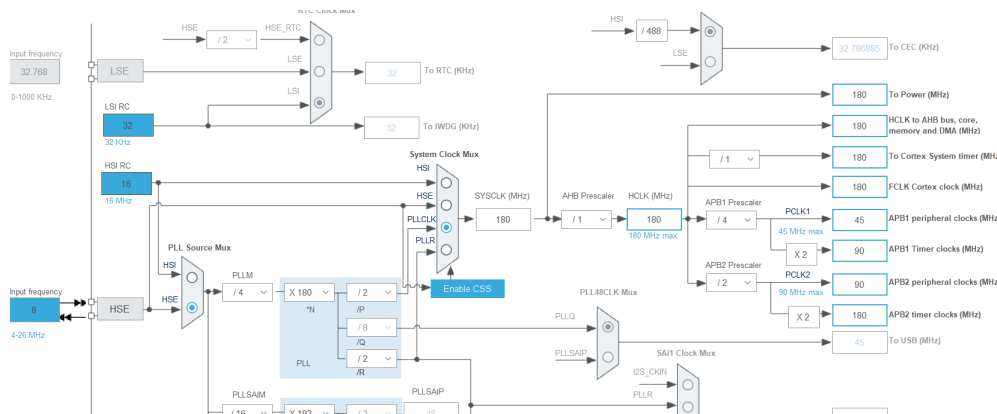 RTC Clock Mux
HSE
/ 2
HSE_RTC
LSE
LSI
32
To RTC (KHz)
32
To IWDG (KHz)
Input frequency
32.768
0-1000 KHz
LSE
LSI RC
32
32 KHz
HSI RC
16
16 MHz
HSI
/ 488
LSE
32.786885
To CEC (KHz)
180
To Power (MHz)
180
HCLK to AHB bus, core,
memory and DMA (MHz)
/ 1
180
To Cortex System timer (MHz
180
FCLK Cortex clock (MHz)
System Clock Mux
HSI
HSE
PLLCLK
PLLR
Enable CSS
SYSCLK (MHz)
180
AHB Prescaler
/ 1
HCLK (MHz)
180
180 MHz max
APB1 Prescaler
/ 4
PCLK1
45 MHz max
45
APB1 peripheral clocks (MHz
X 2
90
APB1 Timer clocks (MHz)
APB2 Prescaler
/ 2
PCLK2
90 MHz max
90
APB2 peripheral clocks (MHz
X 2
180
APB2 timer clocks (MHz)
PLL Source Mux
HSI
HSE
Input frequency
8
4-26 MHz
HSE
PLLM
/ 4
X 180
*N
/ 2
/P
/ 8
/Q
/ 2
/R
PLL
PLL48CLK Mux
PLLQ
PLLSAIP
45
To USB (MHz)
SAI1 Clock Mux
I2S_CKIN
PLLR
PLLSAIM
/ 16
X 192
/ 2
PLLSAIP
48